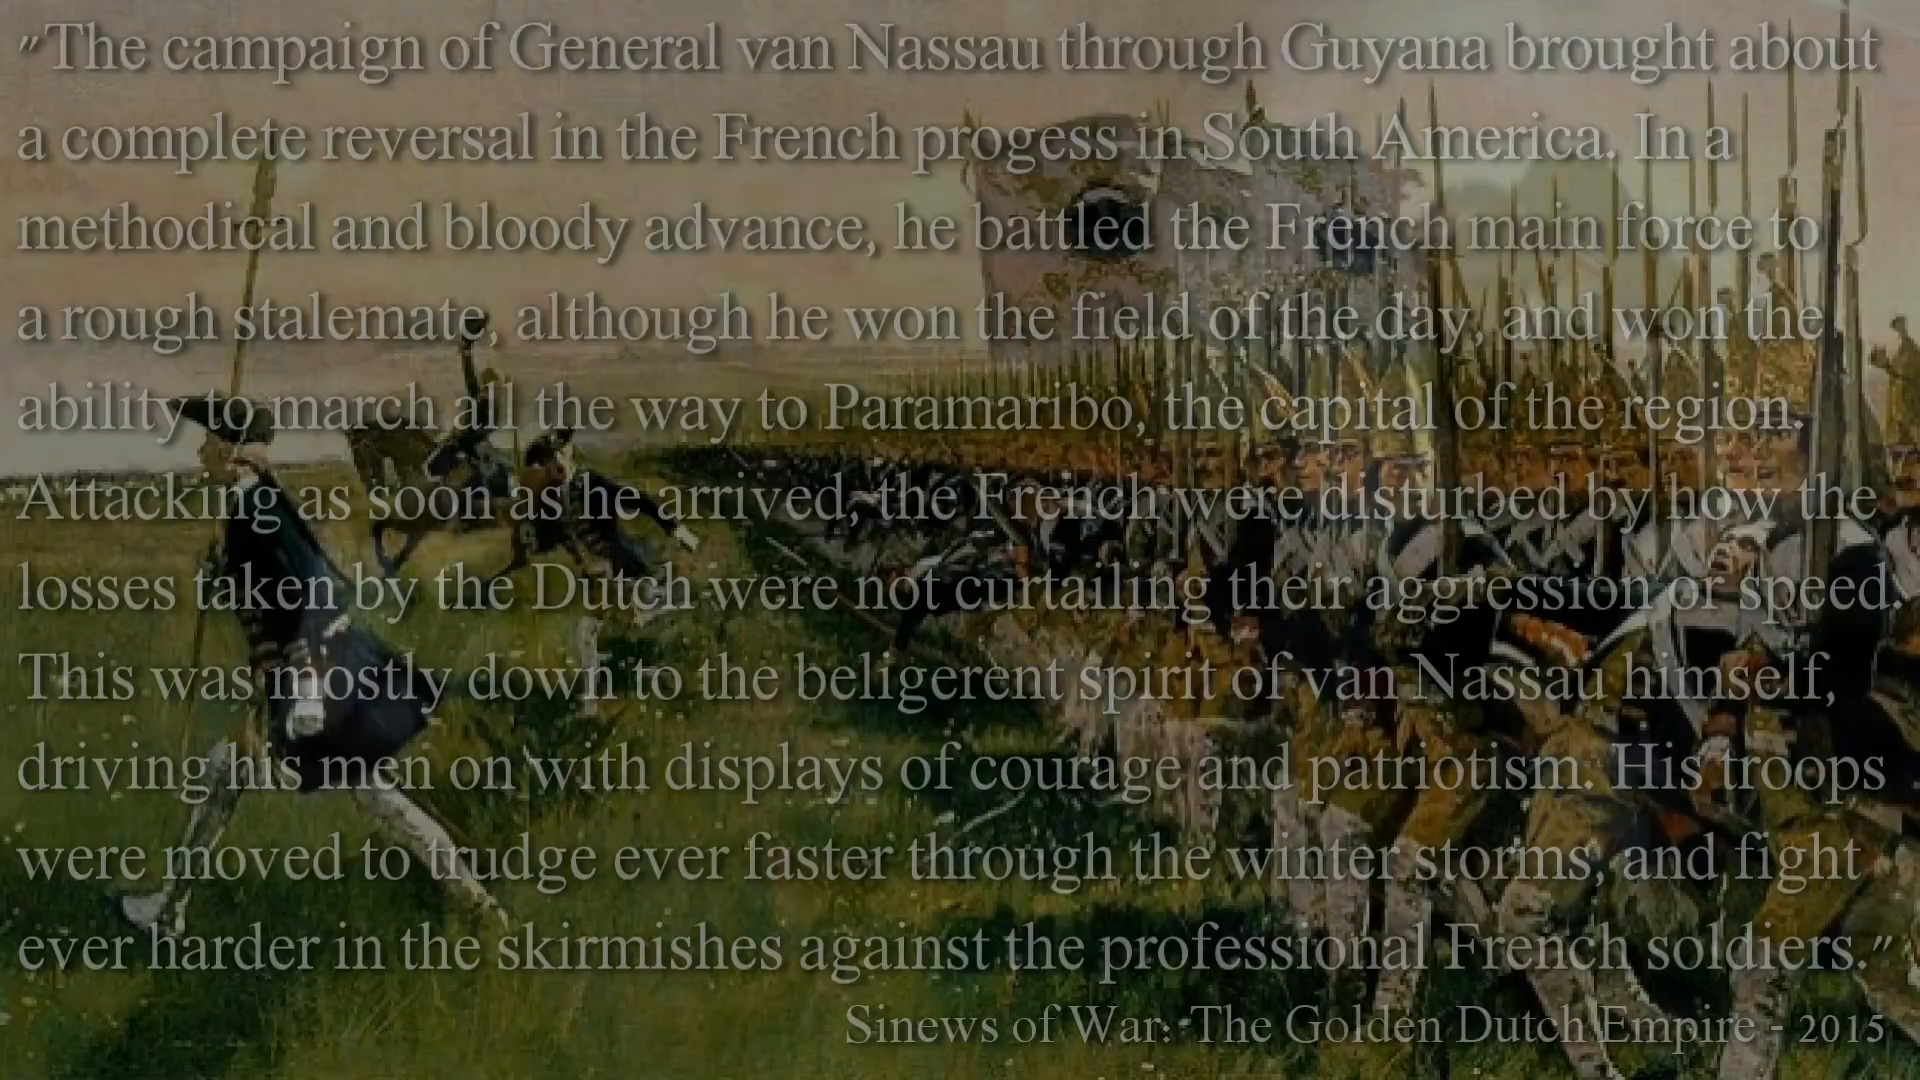 "The campaign of General van Nassau through Guyana brought about
a complete reversal in the French progess in South America. In a
methodical and bloody advance, he battled the French main force to
a rough stalemate, although he won the field of the day, and won the
ability to march all the way to Paramaribo, the capital of the region.
Attacking as soon as he arrived, the French were disturbed by how the
losses taken by the Dutch were not curtailing their aggression or speed.
This was mostly down to the beligerent spirit of van Nassau himself,
driving his men on with displays of courage and patriotism. His troops
were moved to trudge ever faster through the winter storms, and fight
ever harder in the skirmishes against the professional French soldiers."
Sinews of War: The Golden Dutch Empire - 2015